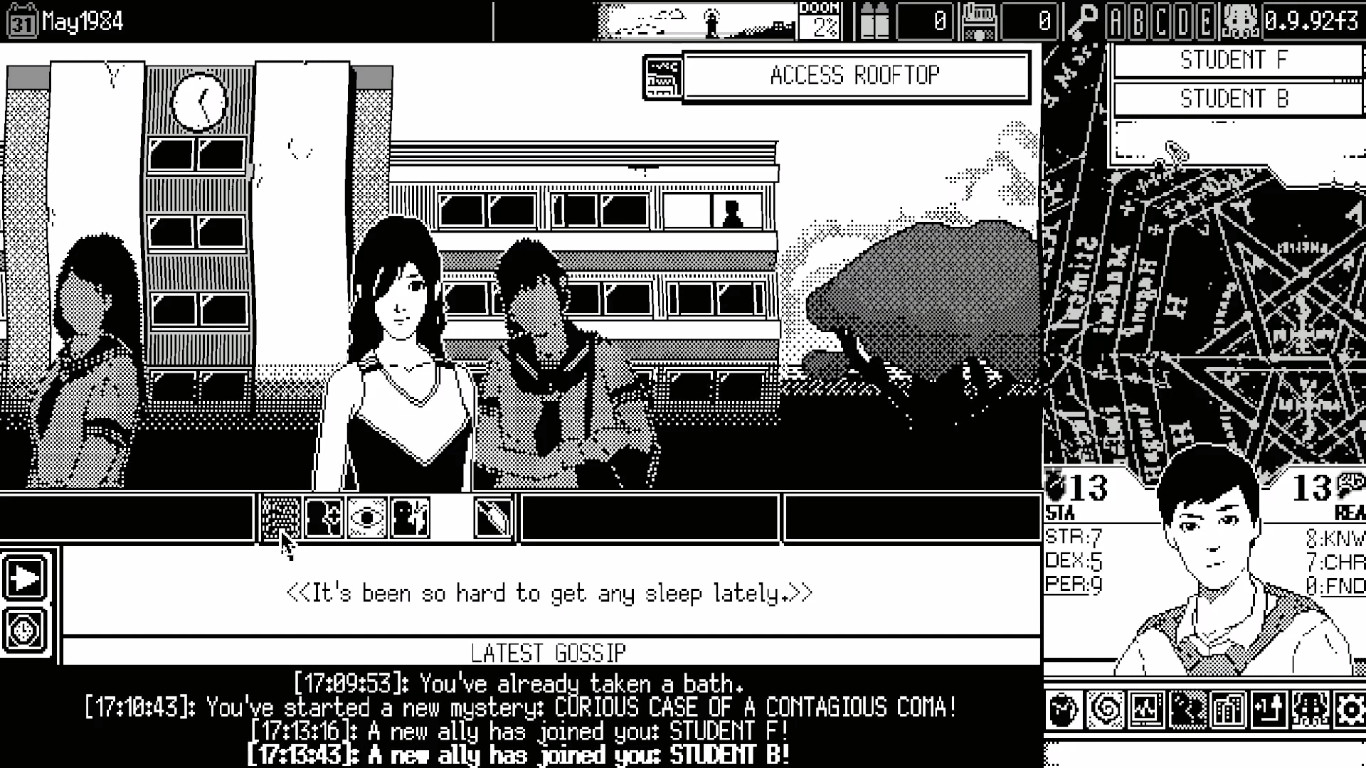 31 May1984
DOOM
2%
0
0
A B C D E
0.9.92f3
ACCESS ROOFTOP
STUDENT F
STUDENT B
13
13
STA
REA
STR:7
8:KNW
DEX:5
7:CHR
PER:9
0:FND
<<It's been so hard to get any sleep lately.>>
LATEST GOSSIP
[17:09:53]: You've already taken a bath.
[17:10:43]: You've started a new mystery: CURIOUS CASE OF A CONTAGIOUS COMA!
[17:13:16]: A new ally has joined you: STUDENT F!
[17:13:43]: A new ally has joined you: STUDENT B!